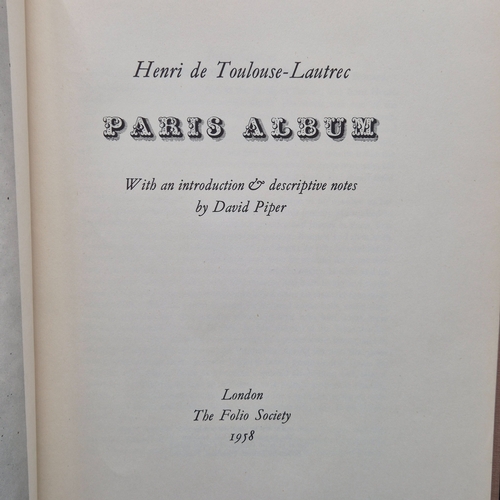 Henri de Toulouse-Lautrec
PARIS ALBUM
With an introduction & descriptive notes
by David Piper
London
The Folio Society
1958